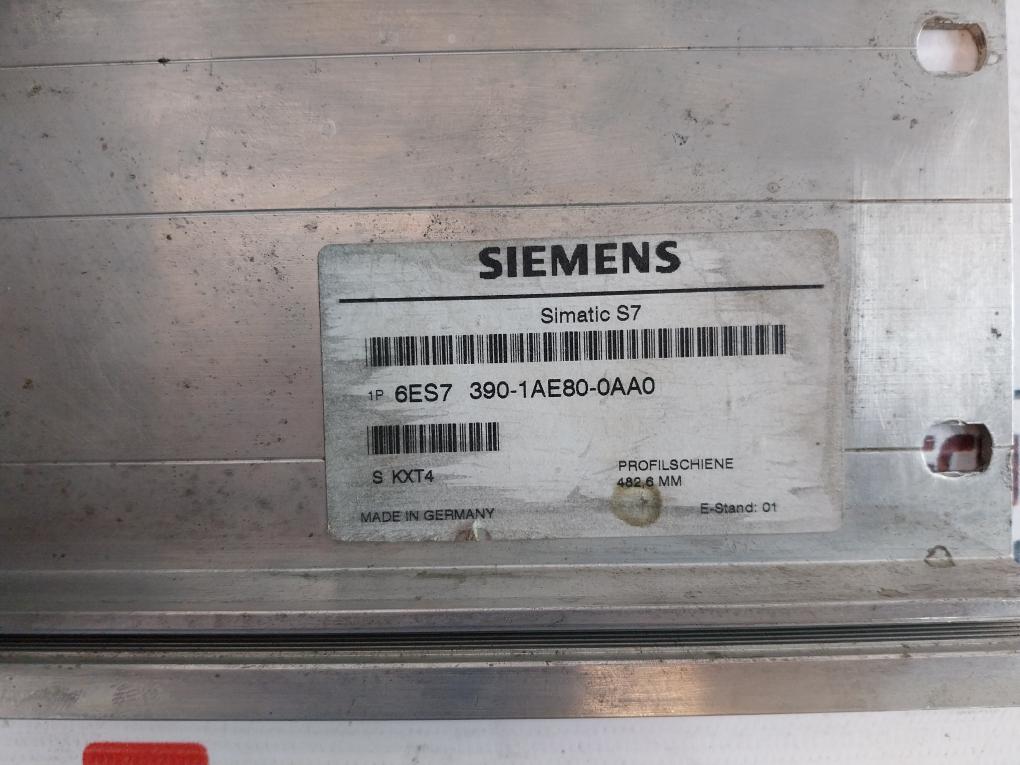 SIEMENS
Simatic S7
1P 6ES7 390-1AE80-0AA0
S KXT4
PROFILSCHIENE
482,6 MM
MADE IN GERMANY
E-Stand: 01